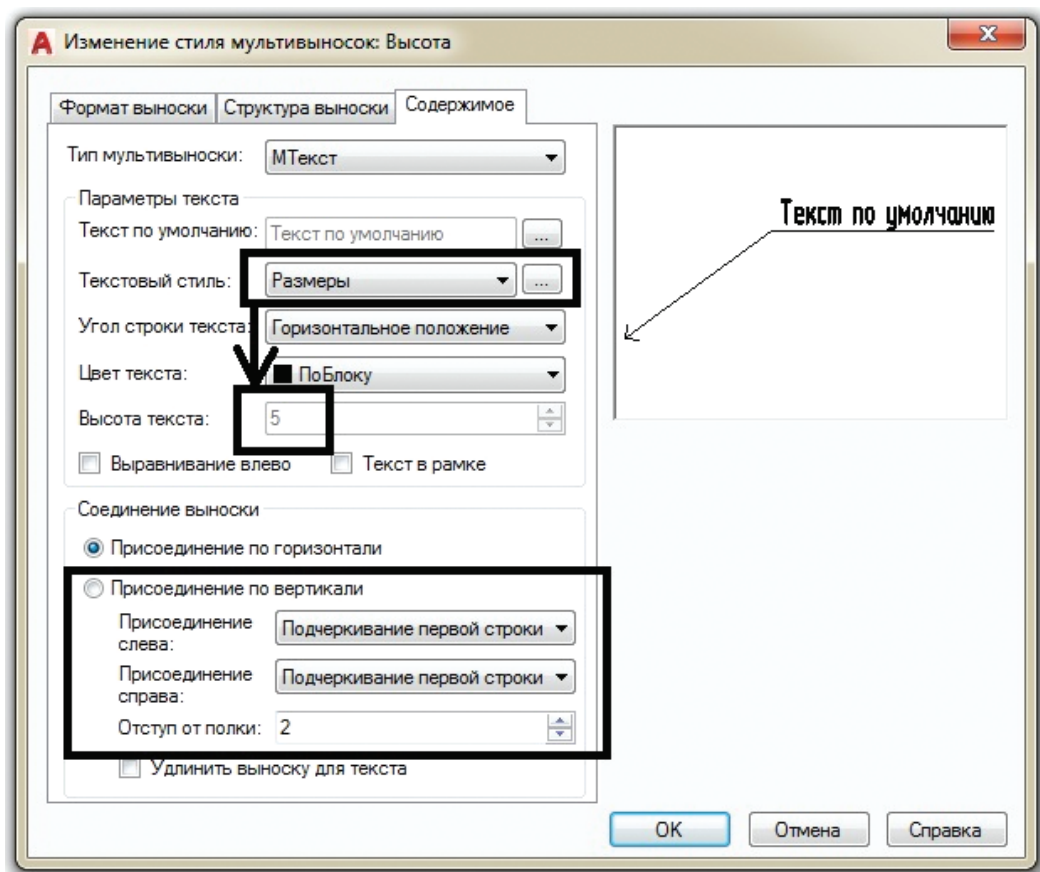 Изменение стиля мультивыносок: Высота
Формат выноски Структура выноски Содержимое
Тип мультивыноски: МТекст
Параметры текста
Текст по умолчанию: Текст по умолчанию ...
Текстовый стиль: Размеры ...
Угол строки текста: Горизонтальное положение
Цвет текста: ПоБлоку
Высота текста: 5
Выравнивание влево Текст в рамке
Соединение выноски
Присоединение по горизонтали
Присоединение по вертикали
Присоединение слева: Подчеркивание первой строки
Присоединение справа: Подчеркивание первой строки
Отступ от полки: 2
Удлинить выноску для текста
Текст по умолчанию
OK Отмена Справка